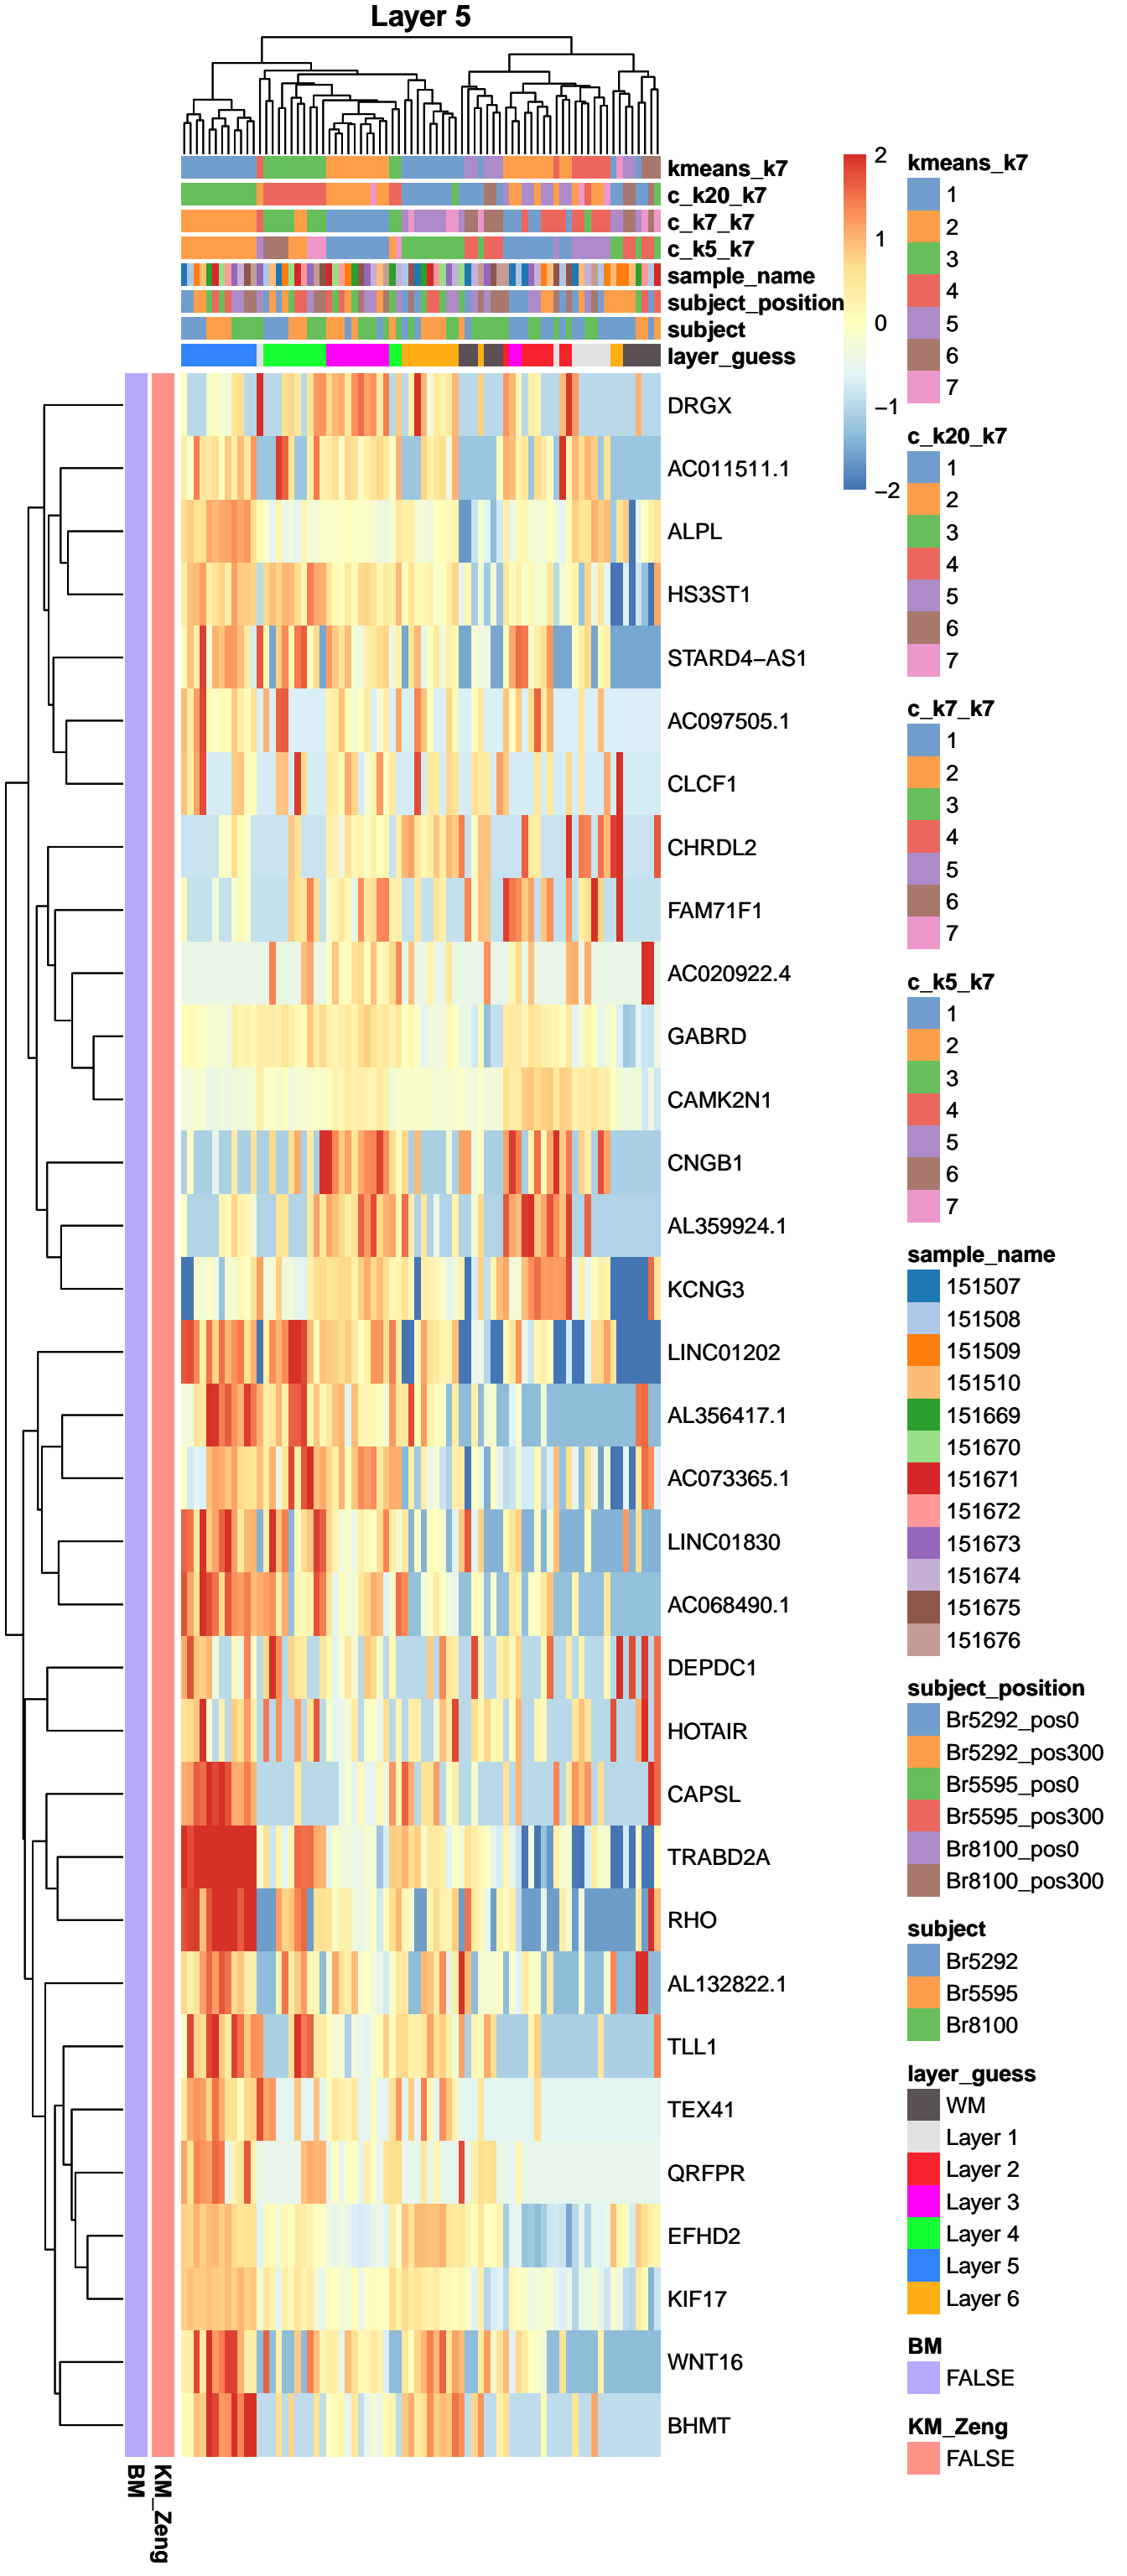 Layer 5
kmeans_k7
c_k20_k7
c_k7_k7
c_k5_k7
sample_name
subject_position
subject
layer_guess
DRGX
AC011511.1
ALPL
HS3ST1
STARD4−AS1
AC097505.1
CLCF1
CHRDL2
FAM71F1
AC020922.4
GABRD
CAMK2N1
CNGB1
AL359924.1
KCNG3
LINC01202
AL356417.1
AC073365.1
LINC01830
AC068490.1
DEPDC1
HOTAIR
CAPSL
TRABD2A
RHO
AL132822.1
TLL1
TEX41
QRFPR
EFHD2
KIF17
WNT16
BHMT
BM
KM_Zeng
2
1
0
−1
−2
kmeans_k7
1
2
3
4
5
6
7
c_k20_k7
1
2
3
4
5
6
7
c_k7_k7
1
2
3
4
5
6
7
c_k5_k7
1
2
3
4
5
6
7
sample_name
151507
151508
151509
151510
151669
151670
151671
151672
151673
151674
151675
151676
subject_position
Br5292_pos0
Br5292_pos300
Br5595_pos0
Br5595_pos300
Br8100_pos0
Br8100_pos300
subject
Br5292
Br5595
Br8100
layer_guess
WM
Layer 1
Layer 2
Layer 3
Layer 4
Layer 5
Layer 6
BM
FALSE
KM_Zeng
FALSE